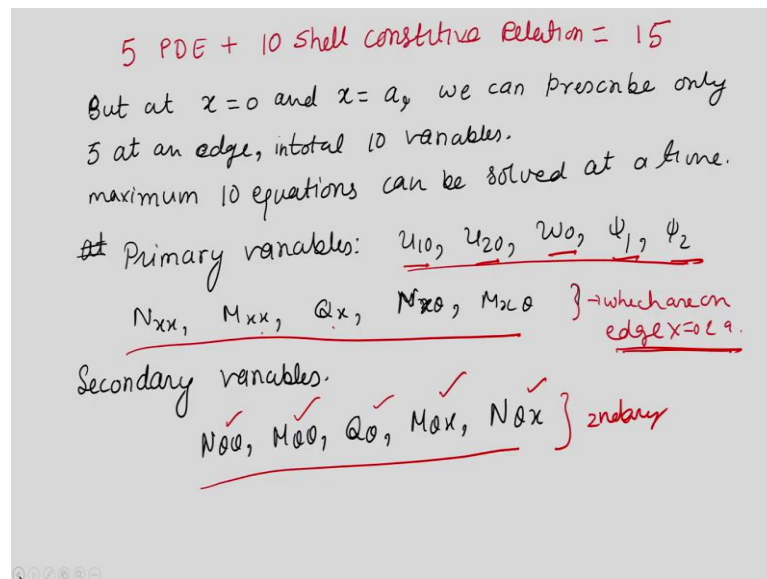 5 PDE + 10 Shell constitutive Relation = 15
But at x = 0 and x = a, we can prescribe only
5 at an edge, intotal 10 variables.
maximum 10 equations can be solved at a time.
at Primary variables: u₁₀, u₂₀, w₀, ψ₁, ψ₂
Nxx, Mxx, Qx, Nxθ, Mxθ } → which are on
edge x=0 & a.
Secondary variables.
Nθθ, Mθθ, Qθ, Mθx, Nθx } 2ndary